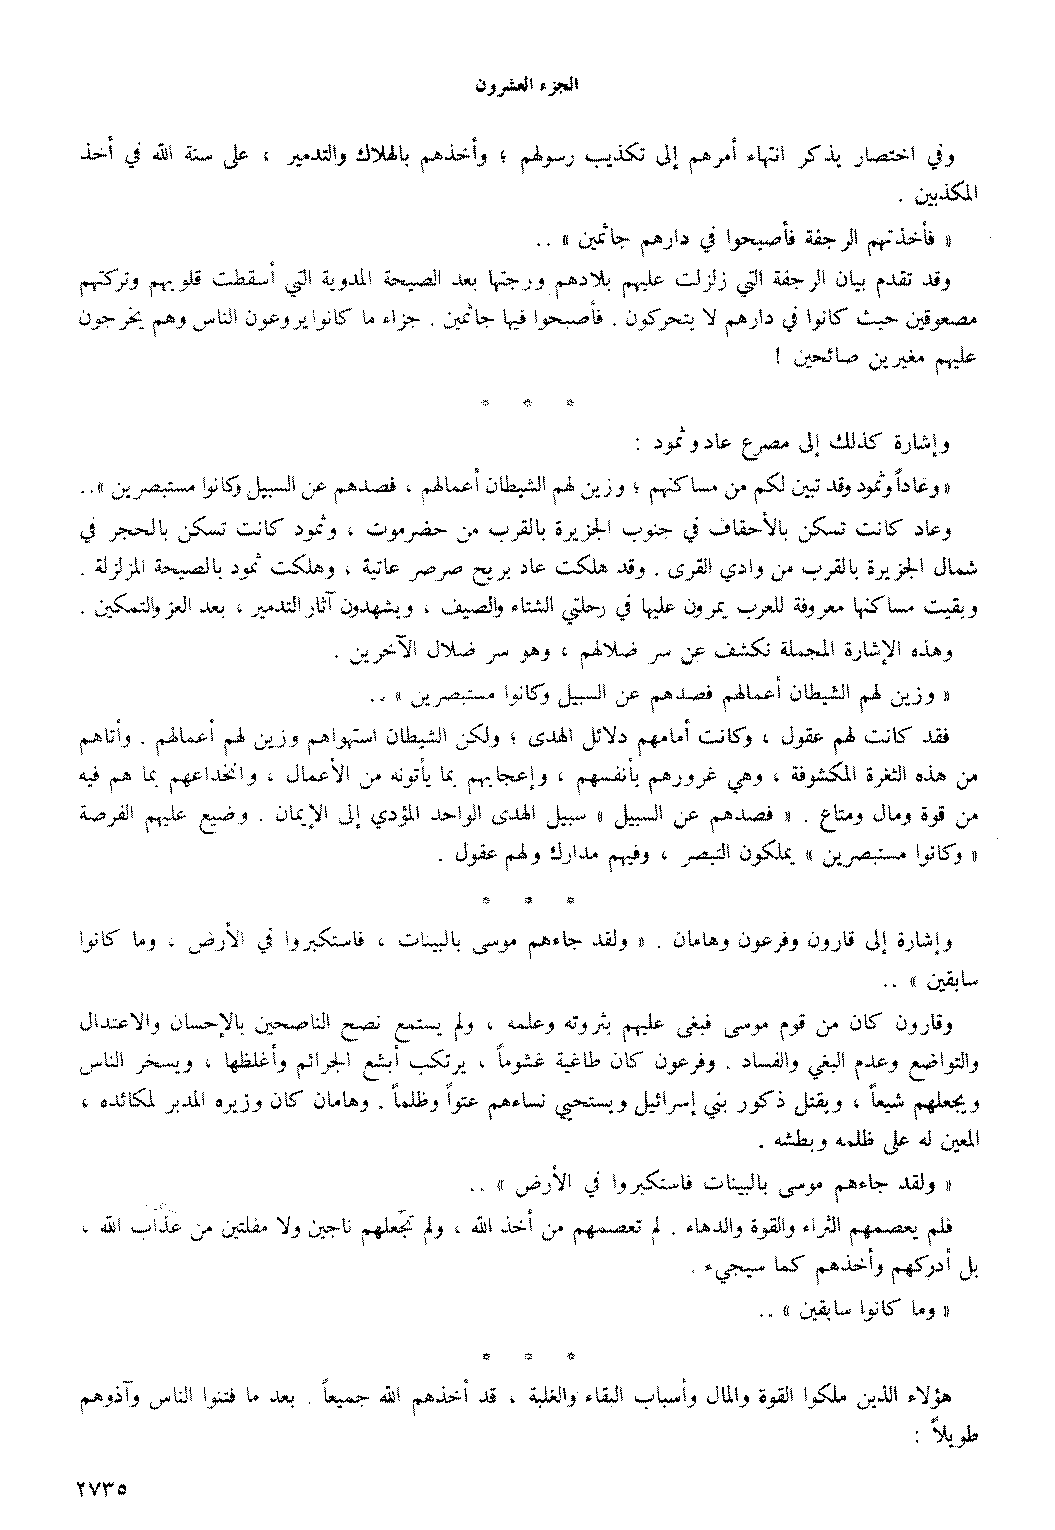 الجزء العشرون
وفي اختصار يذكر انتهاء أمرهم إلى تكذيب رسولهم ؛ وأخذهم بالهلاك والتدمير ، على سنة الله في أخذ
المكذبين .
« فأخذتهم الرجفة فأصبحوا في دارهم جاثمين » ..
وقد تقدم بيان الرجفة التي زلزلت عليهم بلادهم ورجتها بعد الصيحة المدوية التي أسقطت قلوبهم وتركتهم
مصعوقين حيث كانوا في دارهم لا يتحركون . فأصبحوا فيها جاثمين . جزاء ما كانوا يروعون الناس وهم يخرجون
عليهم مغيرين صائحين !
* * *
وإشارة كذلك إلى مصرع عاد وثمود :
« وعاداً وثمود وقد تبين لكم من مساكنهم ؛ وزين لهم الشيطان أعمالهم ، فصدهم عن السبيل وكانوا مستبصرين » ..
وعاد كانت تسكن بالأحقاف في جنوب الجزيرة بالقرب من حضرموت ، وثمود كانت تسكن بالحجر في
شمال الجزيرة بالقرب من وادي القرى . وقد هلكت عاد بريح صرصر عاتية ، وهلكت ثمود بالصيحة المزلزلة .
وبقيت مساكنها معروفة للعرب يمرون عليها في رحلتي الشتاء والصيف ، ويشهدون آثار التدمير ، بعد العز والتمكين .
وهذه الإشارة المجملة تكشف عن سر ضلالهم ، وهو سر ضلال الآخرين .
« وزين لهم الشيطان أعمالهم فصدهم عن السبيل وكانوا مستبصرين » ..
فقد كانت لهم عقول ، وكانت أمامهم دلائل الهدى ؛ ولكن الشيطان استهواهم وزين لهم أعمالهم . وأتاهم
من هذه الثغرة المكشوفة ، وهي غرورهم بأنفسهم ، وإعجابهم بما يأتونه من الأعمال ، وانخداعهم بما هم فيه
من قوة ومال ومتاع . « فصدهم عن السبيل » سبيل الهدى الواحد المؤدي إلى الإيمان . وضيع عليهم الفرصة
« وكانوا مستبصرين » يملكون التبصر ، وفيهم مدارك ولهم عقول .
* * *
وإشارة إلى قارون وفرعون وهامان . « ولقد جاءهم موسى بالبينات ، فاستكبروا في الأرض ، وما كانوا
سابقين » ..
وقارون كان من قوم موسى فبغى عليهم بثروته وعلمه ، ولم يستمع نصح الناصحين بالإحسان والاعتدال
والتواضع وعدم البغي والفساد . وفرعون كان طاغية غشوماً ، يرتكب أبشع الجرائم وأغلظها ، ويسخر الناس
ويجعلهم شيعاً ، ويقتل ذكور بني إسرائيل ويستحيي نساءهم عتواً وظلماً . وهامان كان وزيره المدبر لمكائده ،
المعين له على ظلمه وبطشه .
« ولقد جاءهم موسى بالبينات فاستكبروا في الأرض » ..
فلم يعصمهم الثراء والقوة والدهاء . لم تعصمهم من أخذ الله ، ولم تجعلهم ناجين ولا مفلتين من عذاب الله ،
بل أدركهم وأخذهم كما سيجيء .
« وما كانوا سابقين » ..
* * *
هؤلاء الذين ملكوا القوة والمال وأسباب البقاء والغلبة ، قد أخذهم الله جميعاً . بعد ما فتنوا الناس وآذوهم
طويلاً :
٢٧٣٥